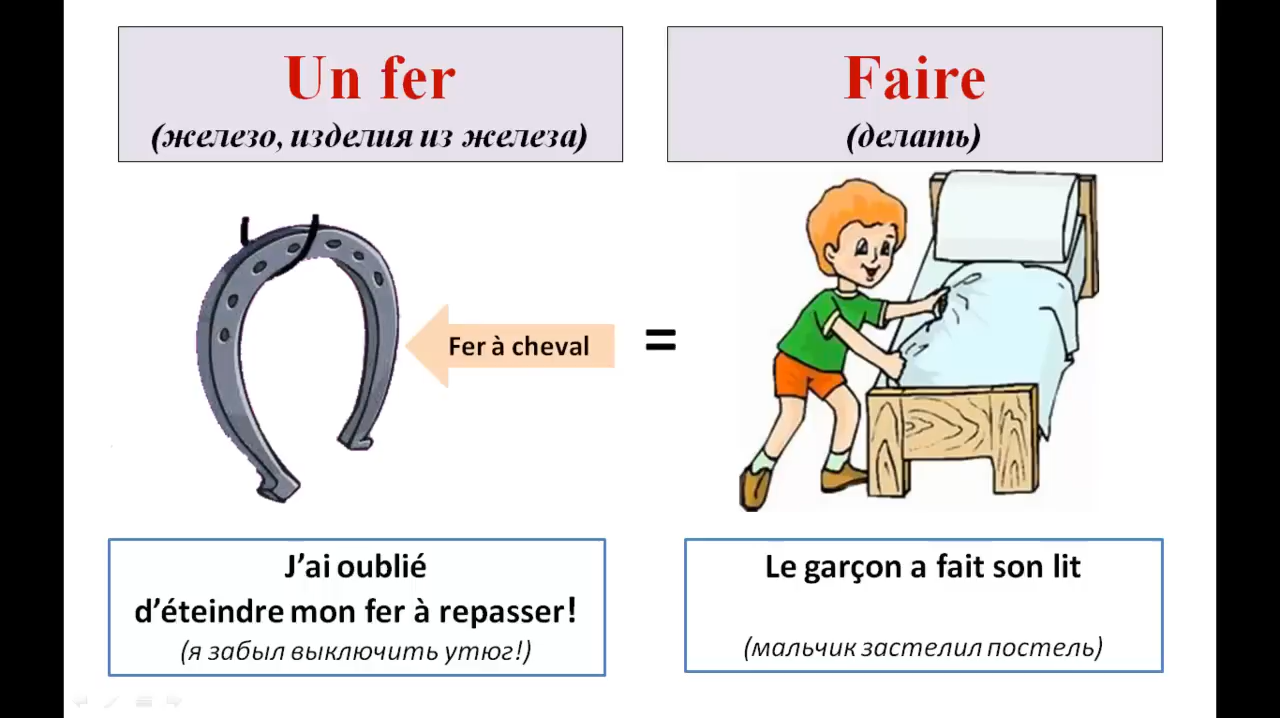 Un fer
(железо, изделия из железа)
Faire
(делать)
Fer à cheval
=
J’ai oublié
d’éteindre mon fer à repasser!
(я забыл выключить утюг!)
Le garçon a fait son lit
(мальчик застелил постель)